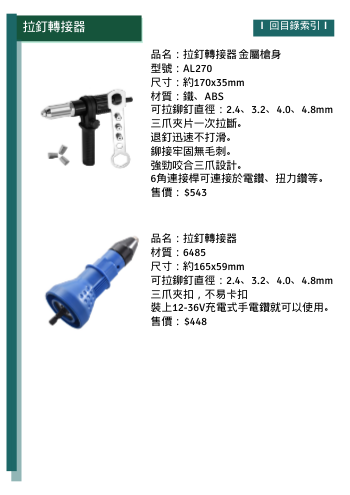 拉釘轉接器
I 回目錄索引 I
品名：拉釘轉接器 金屬槍身
型號：AL270
尺寸：約170x35mm
材質：鐵、ABS
可拉鉚釘直徑：2.4、3.2、4.0、4.8mm
三爪夾片一次拉斷。
退釘迅速不打滑。
鉚接牢固無毛刺。
強勁咬合三爪設計。
6角連接桿可連接於電鑽、扭力鑽等。
售價：$543
品名：拉釘轉接器
材質：6485
尺寸：約165x59mm
可拉鉚釘直徑：2.4、3.2、4.0、4.8mm
三爪夾扣，不易卡扣
裝上12-36V充電式手電鑽就可以使用。
售價：$448